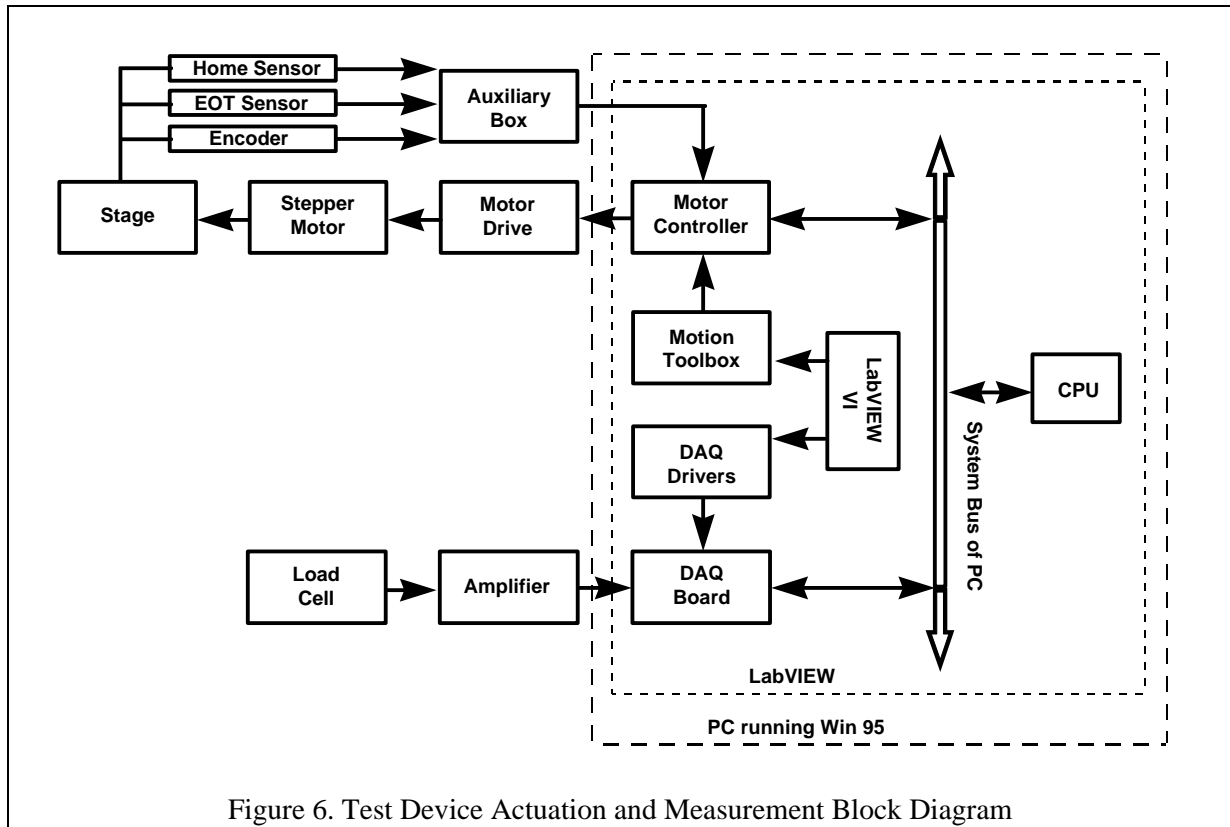 Home Sensor
EOT Sensor
Encoder
Auxiliary
Box
Stage
Stepper
Motor
Motor
Drive
Motor
Controller
Motion
Toolbox
LabVIEW
VI
CPU
DAQ
Drivers
System Bus of PC
Load
Cell
Amplifier
DAQ
Board
LabVIEW
PC running Win 95
Figure 6. Test Device Actuation and Measurement Block Diagram